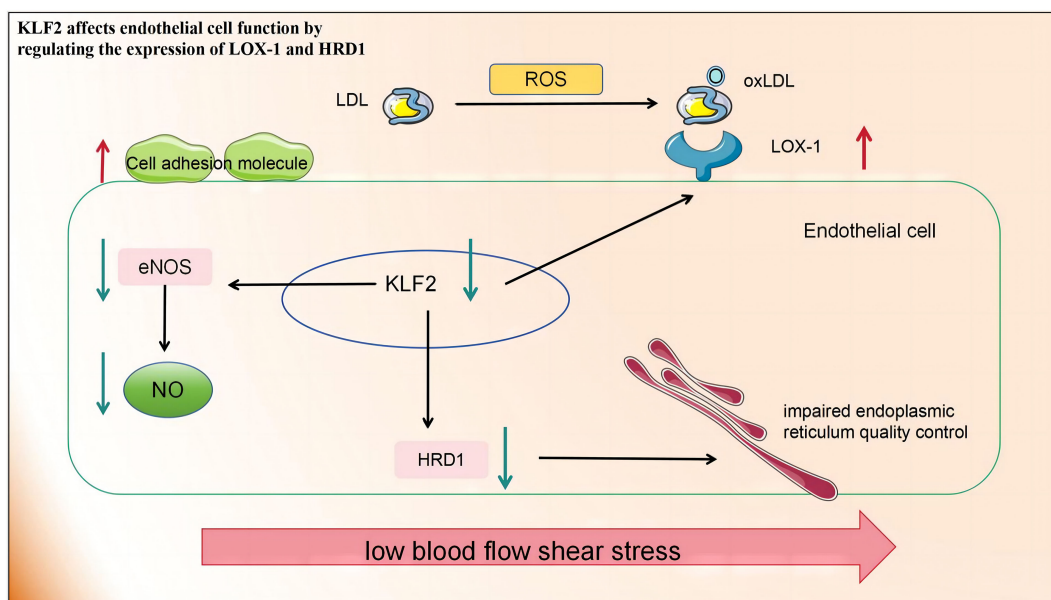 KLF2 affects endothelial cell function by
regulating the expression of LOX-1 and HRD1
ROS
LDL
oxLDL
LOX-1
Cell adhesion molecule
Endothelial cell
eNOS
KLF2
NO
impaired endoplasmic
reticulum quality control
HRD1
low blood flow shear stress